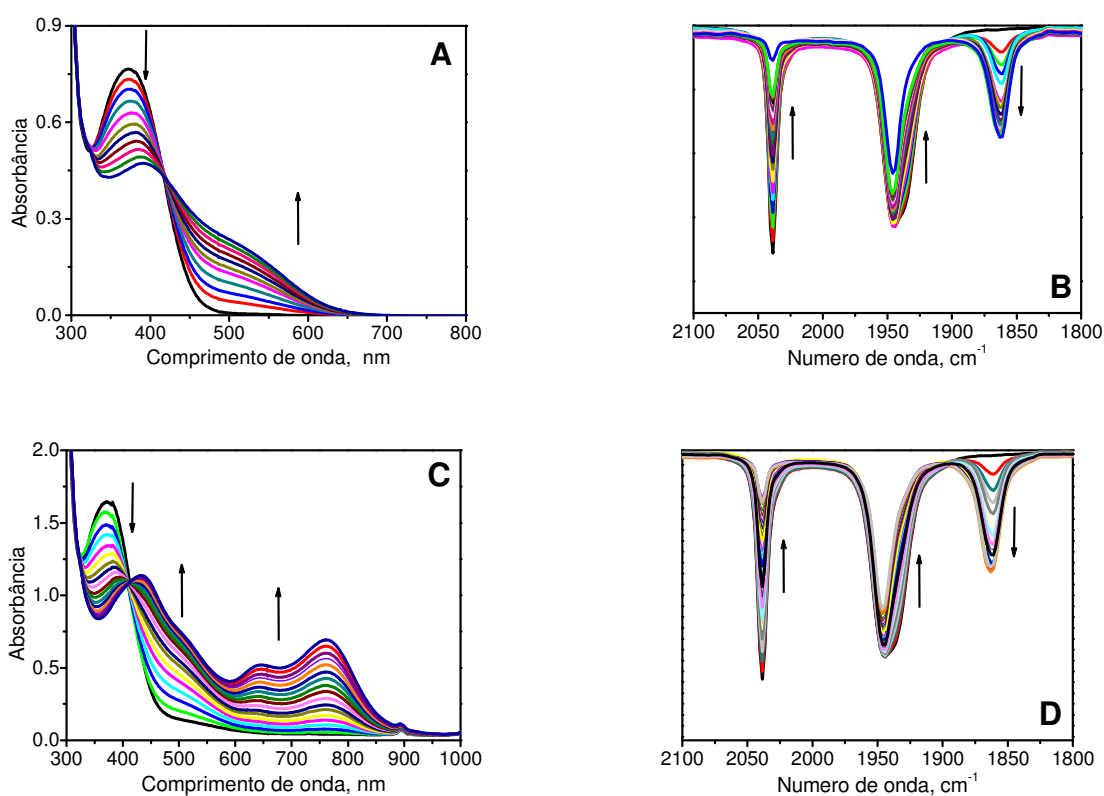 0.9
0.6
0.3
0.0
Absorbância
A
300 400 500 600 700 800
Comprimento de onda, nm
B
2100 2050 2000 1950 1900 1850 1800
Numero de onda, cm⁻¹
2.0
1.5
1.0
0.5
0.0
Absorbância
C
300 400 500 600 700 800 900 1000
Comprimento de onda, nm
D
2100 2050 2000 1950 1900 1850 1800
Numero de onda, cm⁻¹